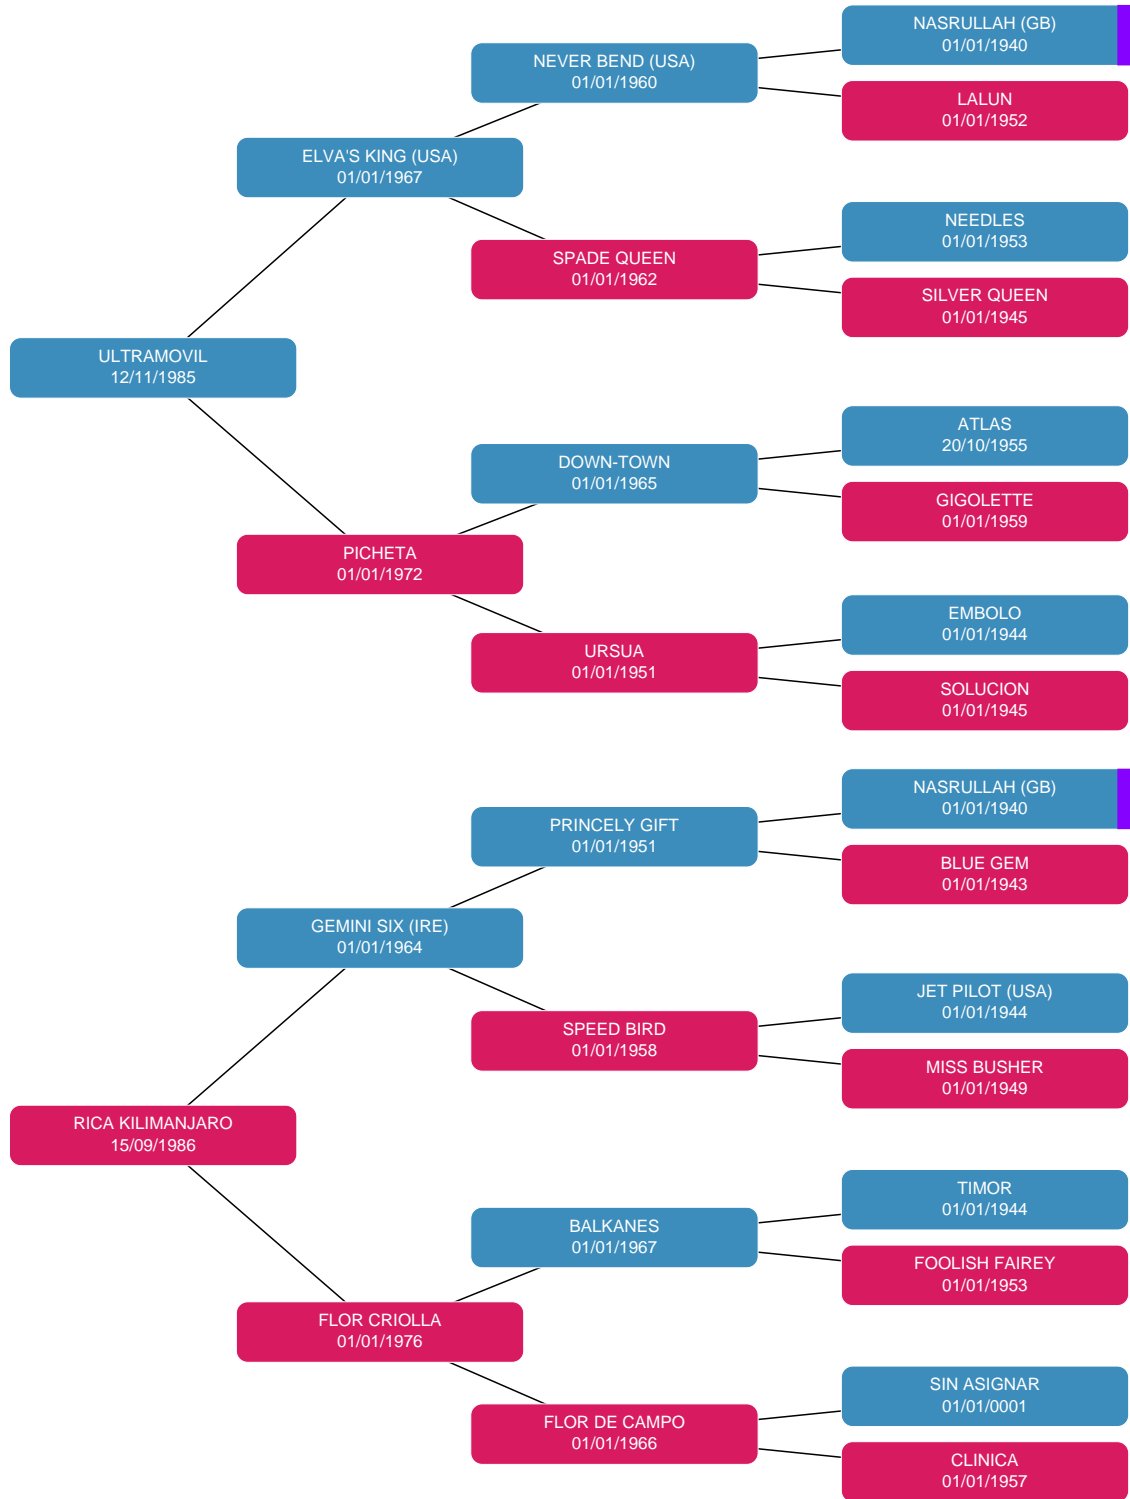 NASRULLAH (GB)
01/01/1940
NEVER BEND (USA)
01/01/1960
LALUN
01/01/1952
ELVA'S KING (USA)
01/01/1967
NEEDLES
01/01/1953
SPADE QUEEN
01/01/1962
SILVER QUEEN
01/01/1945
ULTRAMOVIL
12/11/1985
ATLAS
20/10/1955
DOWN-TOWN
01/01/1965
GIGOLETTE
01/01/1959
PICHETA
01/01/1972
EMBOLO
01/01/1944
URSUA
01/01/1951
SOLUCION
01/01/1945
NASRULLAH (GB)
01/01/1940
PRINCELY GIFT
01/01/1951
BLUE GEM
01/01/1943
GEMINI SIX (IRE)
01/01/1964
JET PILOT (USA)
01/01/1944
SPEED BIRD
01/01/1958
MISS BUSHER
01/01/1949
RICA KILIMANJARO
15/09/1986
TIMOR
01/01/1944
BALKANES
01/01/1967
FOOLISH FAIREY
01/01/1953
FLOR CRIOLLA
01/01/1976
SIN ASIGNAR
01/01/0001
FLOR DE CAMPO
01/01/1966
CLINICA
01/01/1957